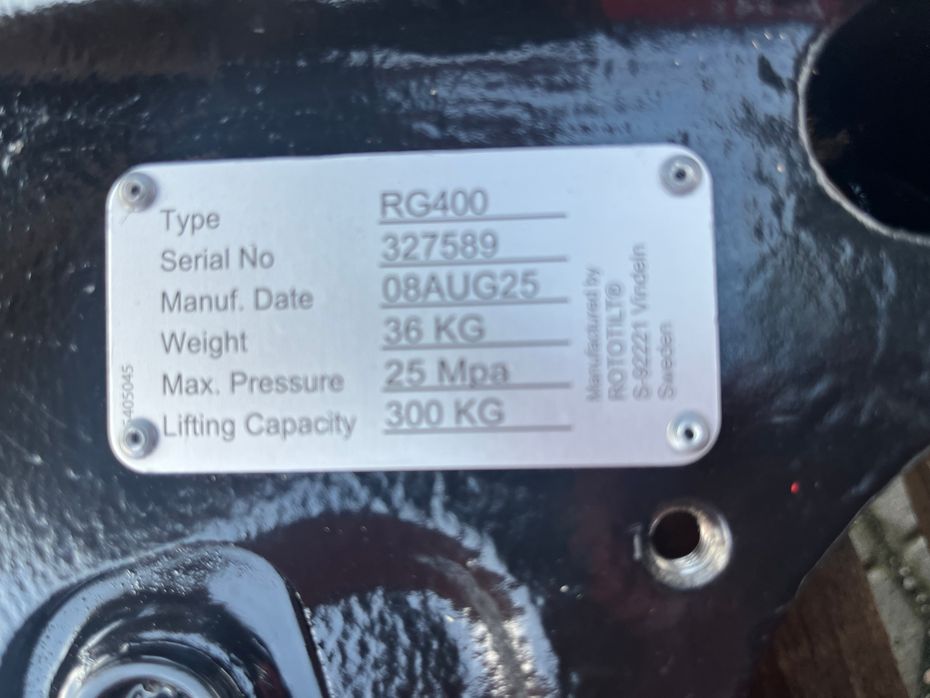 Type RG400
Serial No 327589
Manuf. Date 08AUG25
Weight 36 KG
Max. Pressure 25 Mpa
Lifting Capacity 300 KG
Manufactured by
ROTOTILT®
S-92221 Vindeln
Sweden